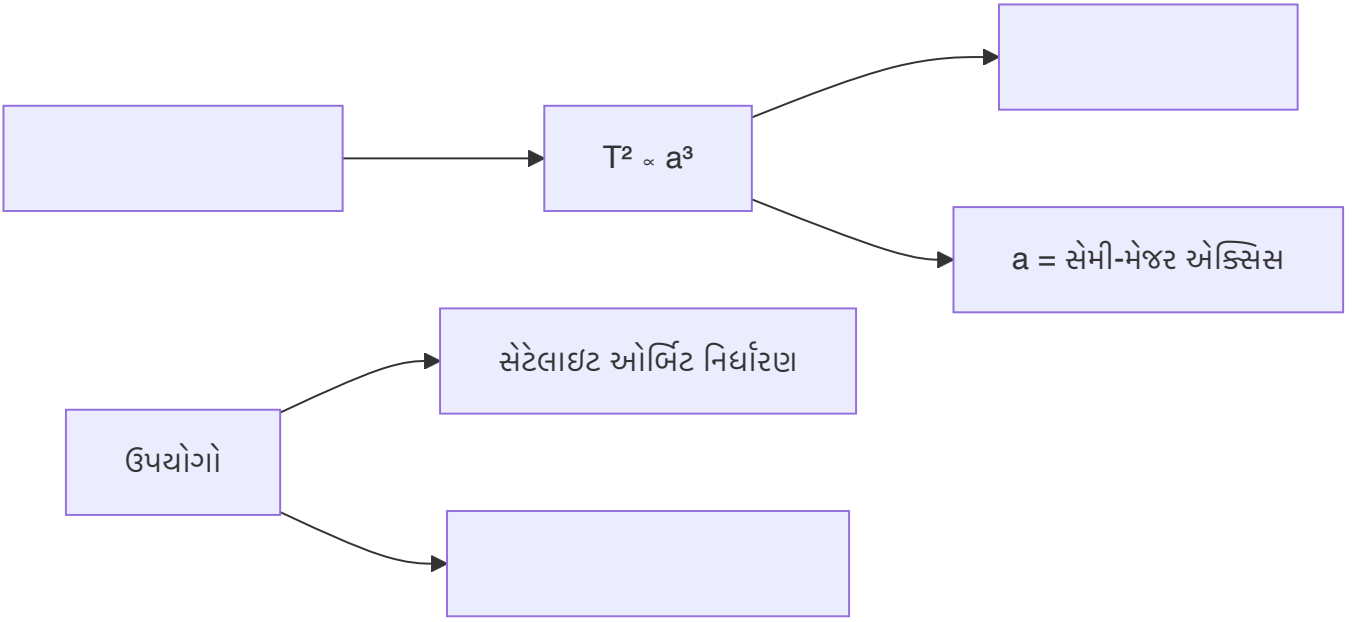 T² ∝ a³
a = સેમી-મેજર એક્સિસ
સેટેલાઇટ ઓર્બિટ નિર્ધારણ
ઉપયોગો